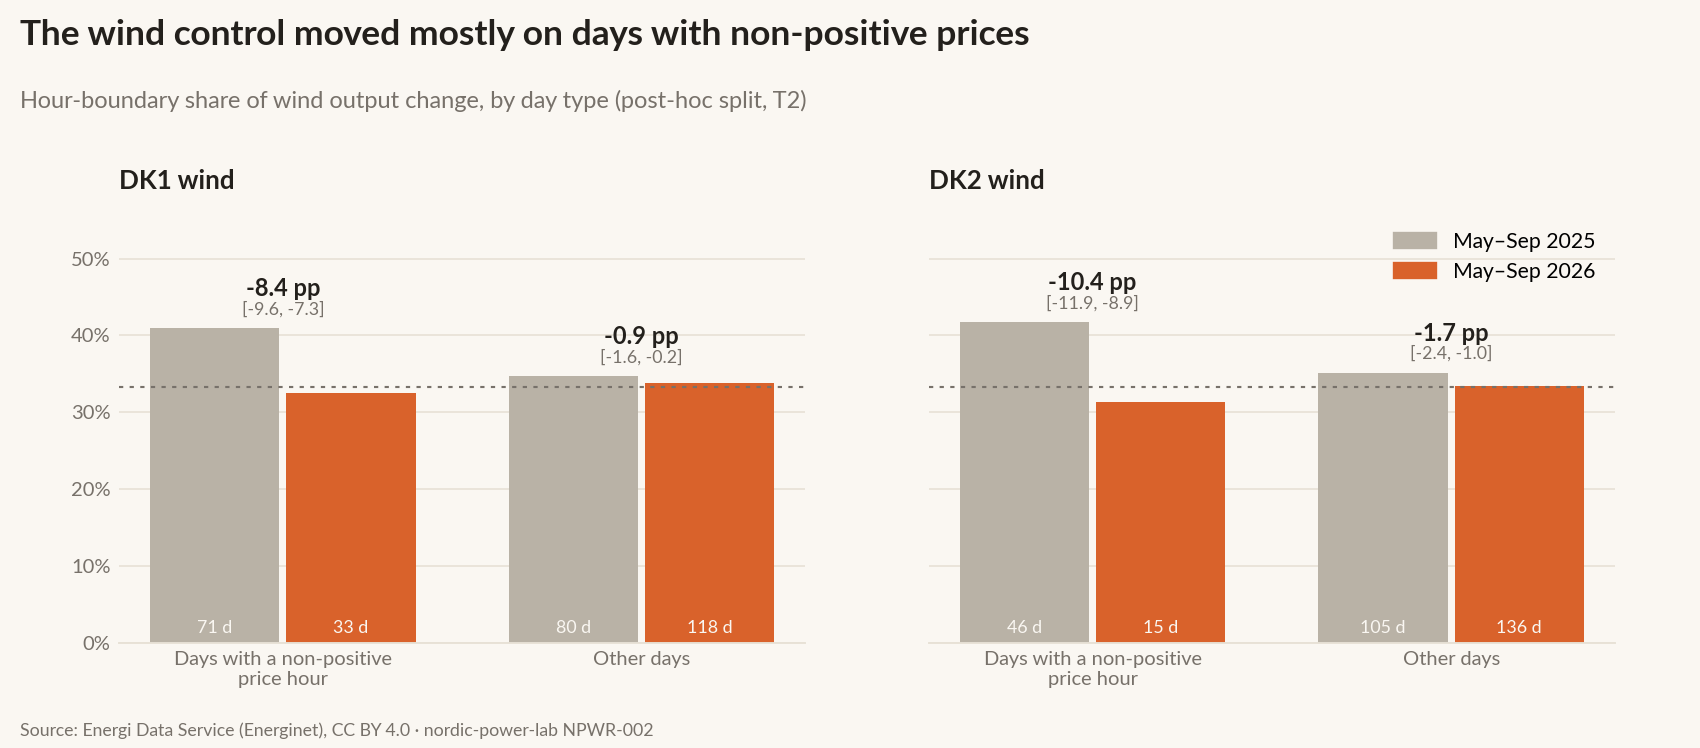 The wind control moved mostly on days with non-positive prices
Hour-boundary share of wind output change, by day type (post-hoc split, T2)
DK1 wind
50%
40%
30%
20%
10%
0%
-8.4 pp
[-9.6, -7.3]
-0.9 pp
[-1.6, -0.2]
71 d
33 d
80 d
118 d
Days with a non-positive
price hour
Other days
DK2 wind
May–Sep 2025
May–Sep 2026
-10.4 pp
[-11.9, -8.9]
-1.7 pp
[-2.4, -1.0]
46 d
15 d
105 d
136 d
Days with a non-positive
price hour
Other days
Source: Energi Data Service (Energinet), CC BY 4.0 · nordic-power-lab NPWR-002